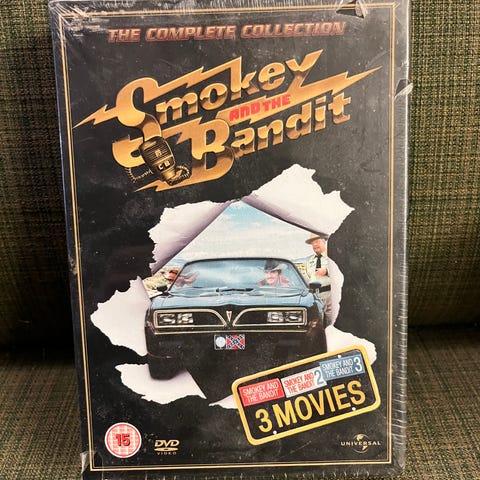 THE COMPLETE COLLECTION
Smokey
AND THE
Bandit
CB
SMOKEY AND
THE BANDIT
SMOKEY AND
THE BANDIT 2
SMOKEY AND
THE BANDIT 3
3 MOVIES
15
DVD
VIDEO
UNIVERSAL